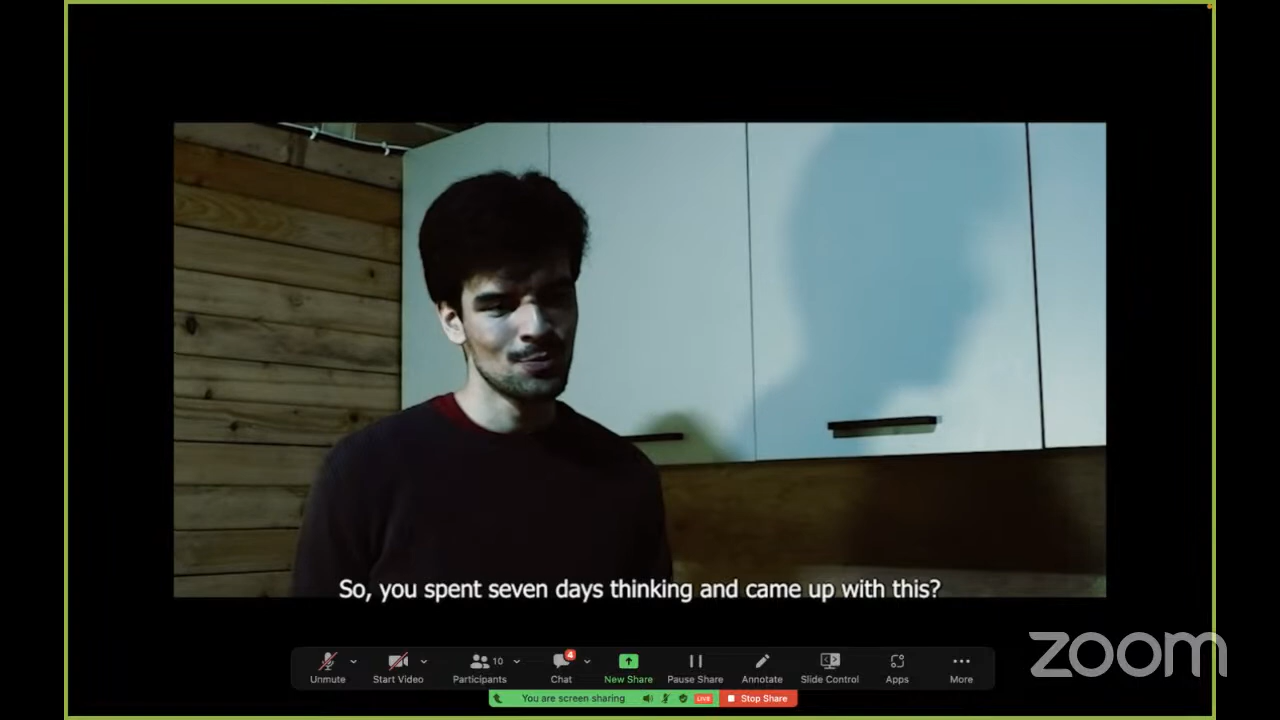 So, you spent seven days thinking and came up with this?
zoom
Unmute
Start Video
10
Participants
4
Chat
New Share
Pause Share
Annotate
Slide Control
Apps
More
You are screen sharing
LIVE
Stop Share